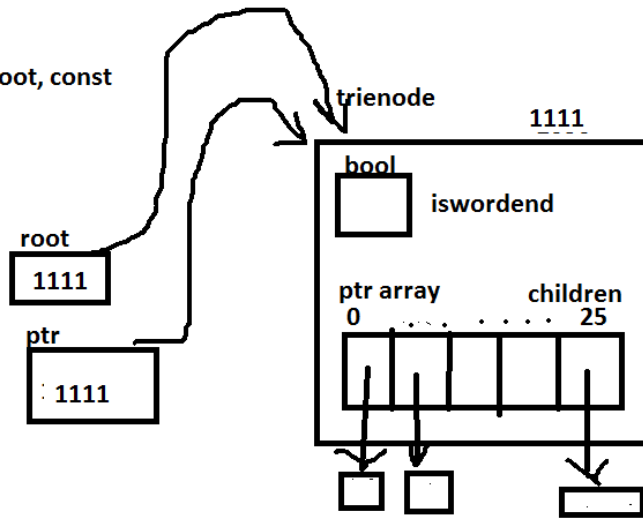 oot, const
trienode
1111
bool
iswordend
root
1111
ptr array
children
0
25
ptr
1111